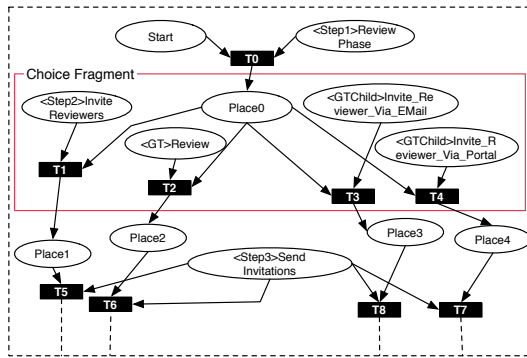 Start
<Step1>Review
Phase
T0
Choice Fragment
<Step2>Invite
Reviewers
Place0
<GTChild>Invite_Re
viewer_Via_EMail
<GT>Review
<GTChild>Invite_R
eviewer_Via_Portal
T1
T2
T3
T4
Place1
Place2
Place3
Place4
<Step3>Send
Invitations
T5
T6
T8
T7